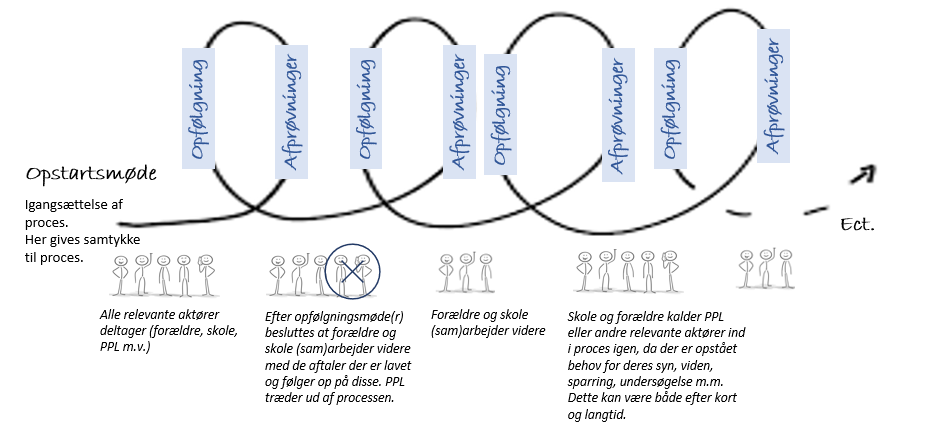 Opfølgning
Afprøvninger
Opfølgning
Afprøvninger
Opfølgning
Afprøvninger
Opfølgning
Afprøvninger
Opstartsmøde
Igangsættelse af
proces.
Her gives samtykke
til proces.
Ect.
Alle relevante aktører
deltager (forældre, skole,
PPL m.v.)
Efter opfølgningsmøde(r)
besluttes at forældre og
skole (sam)arbejder videre
med de aftaler der er lavet
og følger op på disse. PPL
træder ud af processen.
Forældre og skole
(sam)arbejder videre
Skole og forældre kalder PPL
eller andre relevante aktører ind
i proces igen, da der er opstået
behov for deres syn, viden,
sparring, undersøgelse m.m.
Dette kan være både efter kort
og langtid.